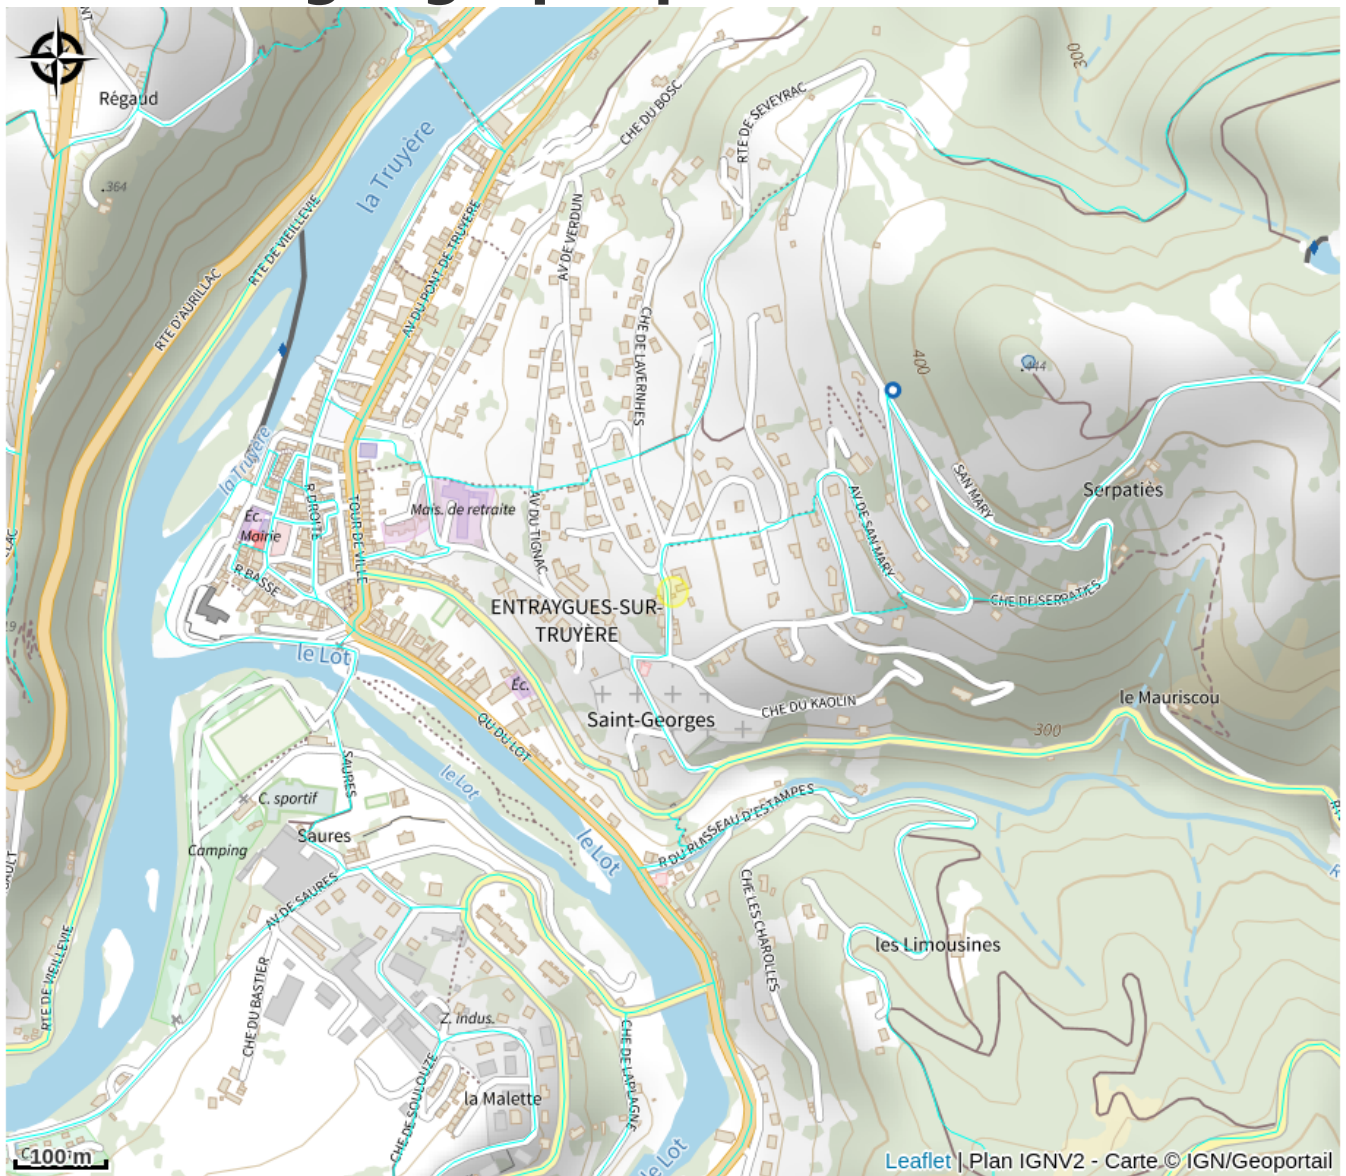 300
Régaud
.364
la Truyère
CHE DU BOSC
RTE DE SEVEYRAC
RTE DE VIEILLEVIE
AV DE VERDUN
AV DU PONT DE TRUYÈRE
RTE D'AURILLAC
CHE DE LAVERNHES
400
.444
la Truyère
R DROITE
TOUR DE VILLE
Mais. de retraite
AV DU TIGNAC
AV DE SAN MARY
SAN MARY
Serpatiès
Éc.
Mairie
R BASSE
CHE DE SERPATIES
ENTRAYGUES-SUR-
TRUYÈRE
le Lot
Éc.
Saint-Georges
CHE DU KAOLIN
le Mauriscou
300
QU DU LOT
SAURES
le Lot
C. sportif
Saures
Camping
le Lot
R DU RUISSEAU D'ESTAMPES
AV DE SAURES
CHE LES CHAROLLES
les Limousines
RTE DE VIEILLEVIE
CHE DU BASTIER
Z. indus.
CHE DE SOULOUZE
la Malette
CHE DE LAPLAGNE
le Lot
100 m
Leaflet | Plan IGNV2 - Carte © IGN/Geoportail